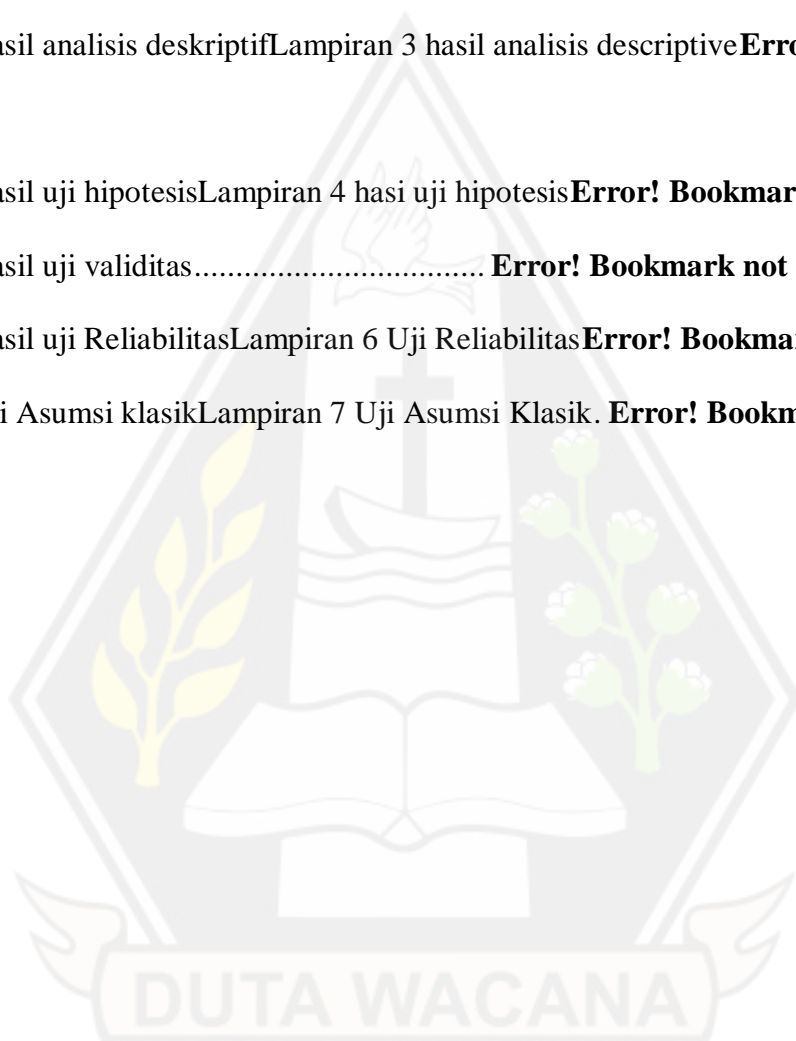 asil analisis deskriptifLampiran 3 hasil analisis descriptiveErro
asil uji hipotesisLampiran 4 hasi uji hipotesisError! Bookmar
asil uji validitas.................................. Error! Bookmark not
asil uji ReliabilitasLampiran 6 Uji ReliabilitasError! Bookma
i Asumsi klasikLampiran 7 Uji Asumsi Klasik. Error! Bookm
DUTA WACANA